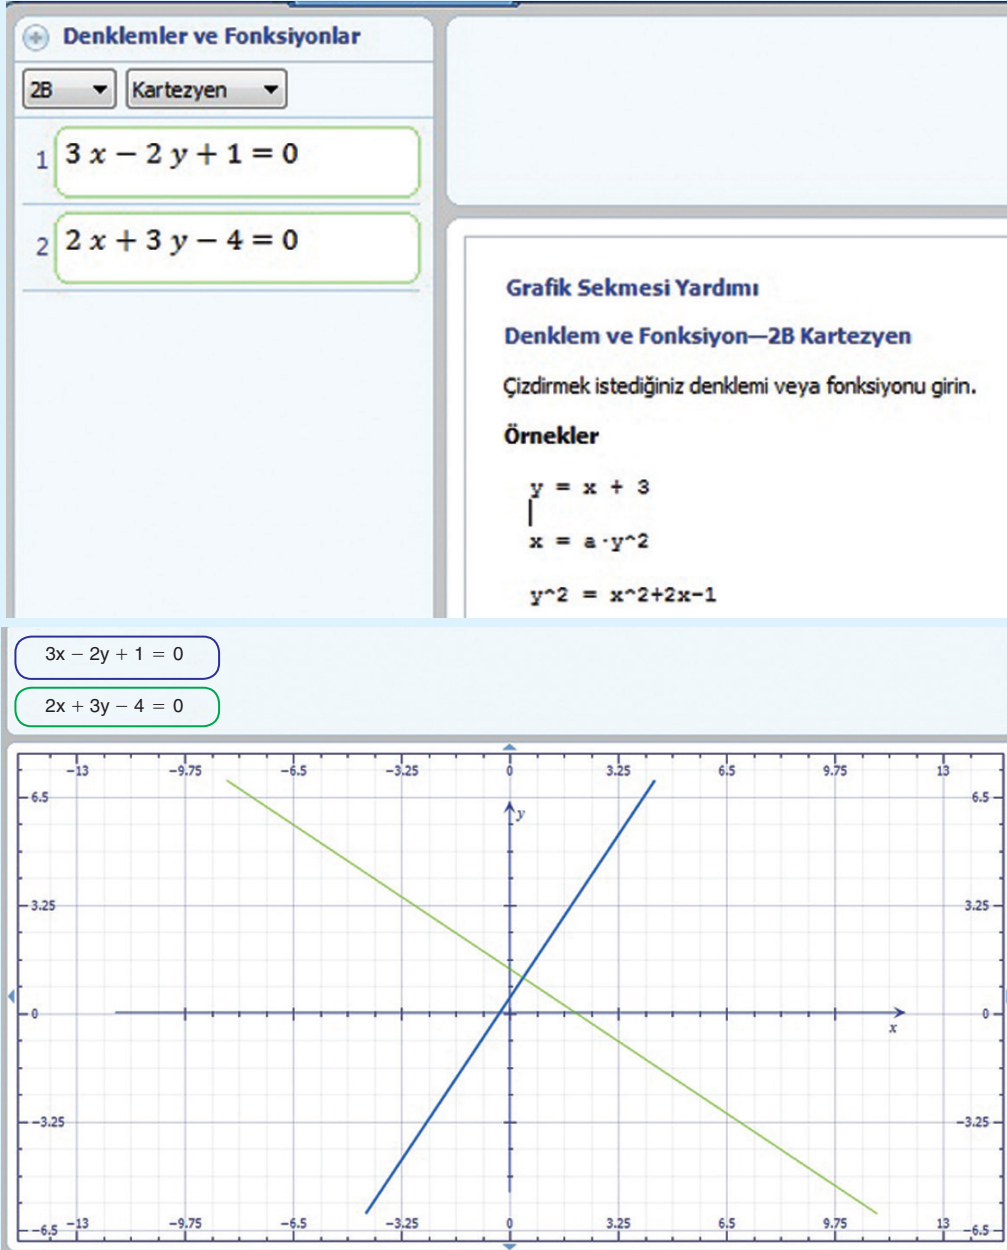 Denklemler ve Fonksiyonlar
2B Kartezyen
1 3 x − 2 y + 1 = 0
2 2 x + 3 y − 4 = 0
Grafik Sekmesi Yardımı
Denklem ve Fonksiyon—2B Kartezyen
Çizdirmek istediğiniz denklemi veya fonksiyonu girin.
Örnekler
y = x + 3
x = a·y^2
y^2 = x^2+2x-1
3x − 2y + 1 = 0
2x + 3y − 4 = 0
−13 −9.75 −6.5 −3.25 0 3.25 6.5 9.75 13
6.5 6.5
y
3.25 3.25
0 0
x
−3.25 −3.25
−6.5 −13 −9.75 −6.5 −3.25 0 3.25 6.5 9.75 13 −6.5